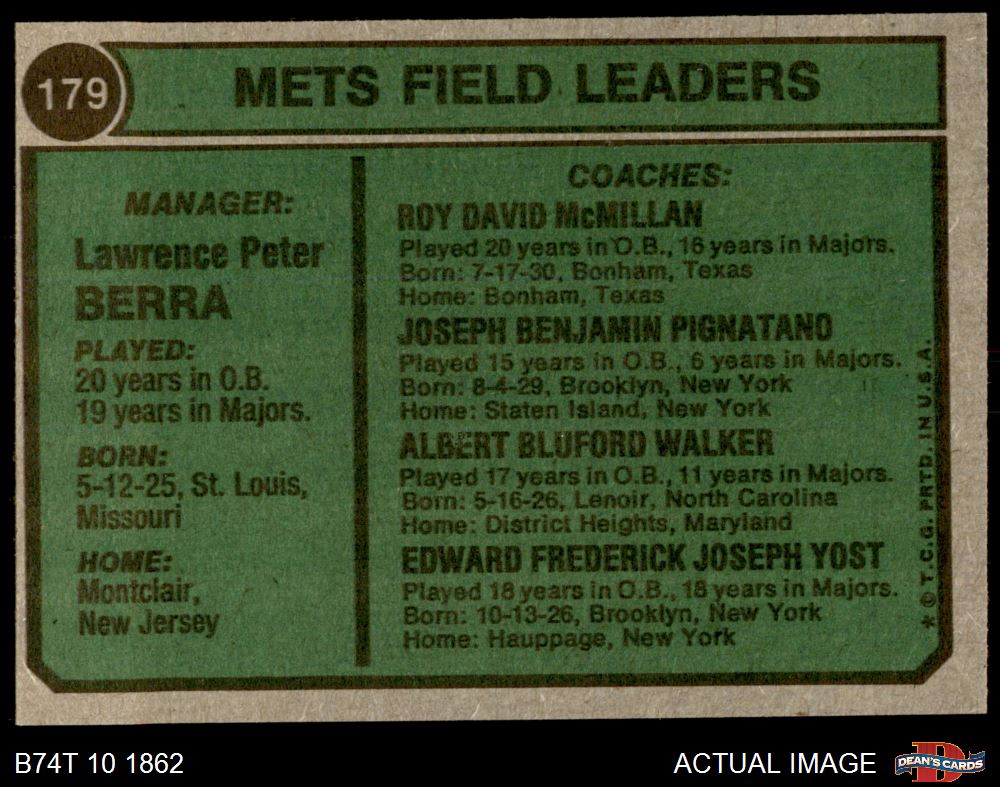 179
METS FIELD LEADERS
MANAGER:
Lawrence Peter
BERRA
PLAYED:
20 years in O.B.
19 years in Majors.
BORN:
5-12-25, St. Louis,
Missouri
HOME:
Montclair,
New Jersey
COACHES:
ROY DAVID McMILLAN
Played 20 years in O.B., 16 years in Majors.
Born: 7-17-30, Bonham, Texas
Home: Bonham, Texas
JOSEPH BENJAMIN PIGNATANO
Played 15 years in O.B., 6 years in Majors.
Born: 8-4-29, Brooklyn, New York
Home: Staten Island, New York
ALBERT BLUFORD WALKER
Played 17 years in O.B., 11 years in Majors.
Born: 5-16-26, Lenoir, North Carolina
Home: District Heights, Maryland
EDWARD FREDERICK JOSEPH YOST
Played 18 years in O.B., 18 years in Majors.
Born: 10-13-26, Brooklyn, New York
Home: Hauppage, New York
* © T.C.G. PRTD. IN U.S.A.
B74T 10 1862
ACTUAL IMAGE
DEAN'S CARDS